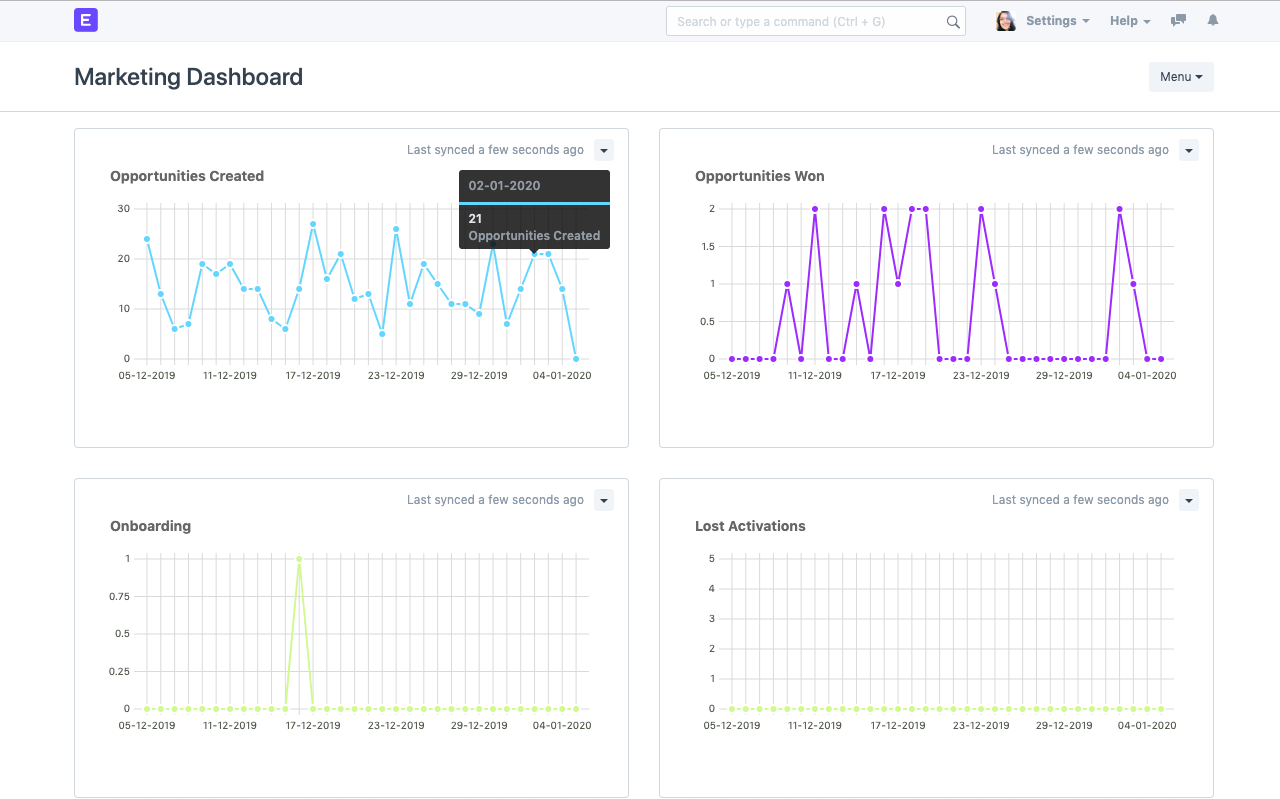 E
Search or type a command (Ctrl + G)
Settings
Help
Marketing Dashboard
Menu
Last synced a few seconds ago
Opportunities Created
02-01-2020
21
Opportunities Created
30
20
10
0
05-12-2019 11-12-2019 17-12-2019 23-12-2019 29-12-2019 04-01-2020
Last synced a few seconds ago
Opportunities Won
2
1.5
1
0.5
0
05-12-2019 11-12-2019 17-12-2019 23-12-2019 29-12-2019 04-01-2020
Last synced a few seconds ago
Onboarding
1
0.75
0.5
0.25
0
05-12-2019 11-12-2019 17-12-2019 23-12-2019 29-12-2019 04-01-2020
Last synced a few seconds ago
Lost Activations
5
4
3
2
1
0
05-12-2019 11-12-2019 17-12-2019 23-12-2019 29-12-2019 04-01-2020